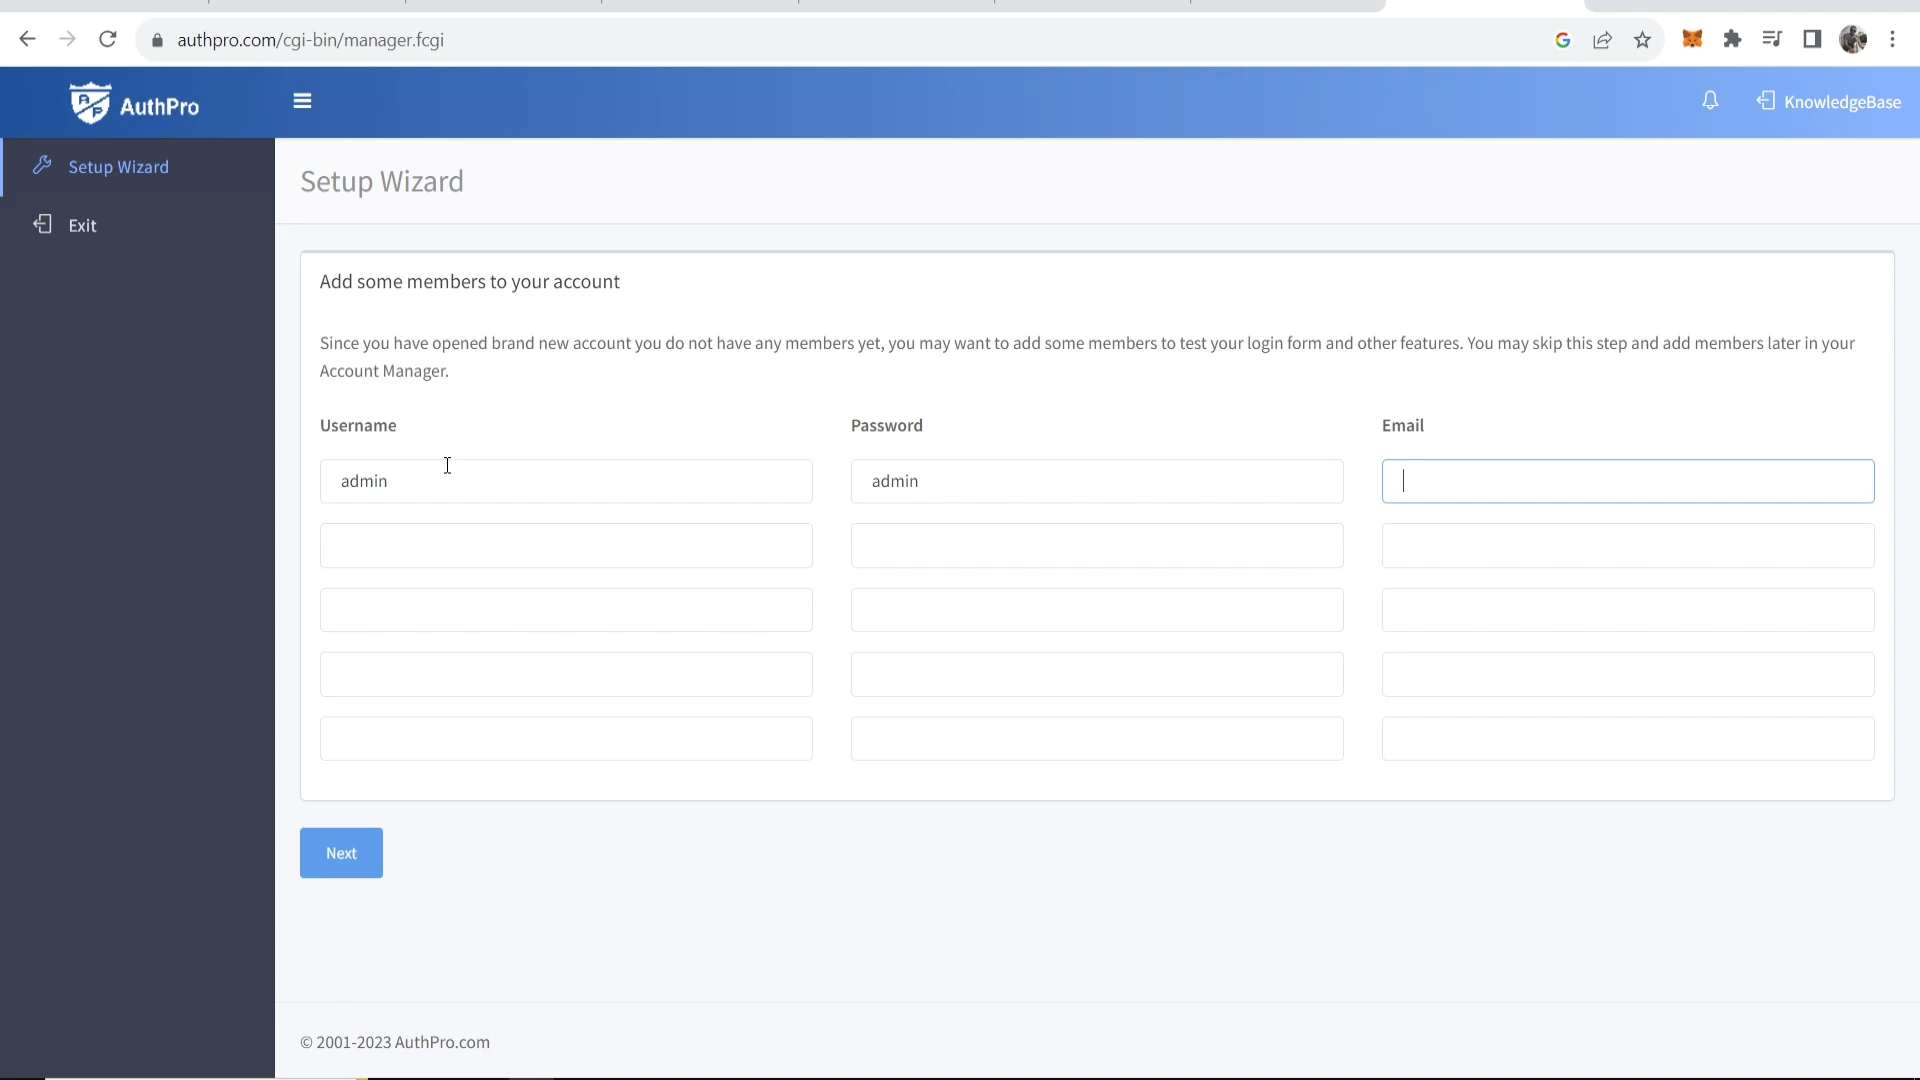 authpro.com/cgi-bin/manager.fcgi
AP AuthPro
KnowledgeBase
Setup Wizard
Exit
Setup Wizard
Add some members to your account
Since you have opened brand new account you do not have any members yet, you may want to add some members to test your login form and other features. You may skip this step and add members later in your
Account Manager.
Username Password Email
admin admin
Next
© 2001-2023 AuthPro.com